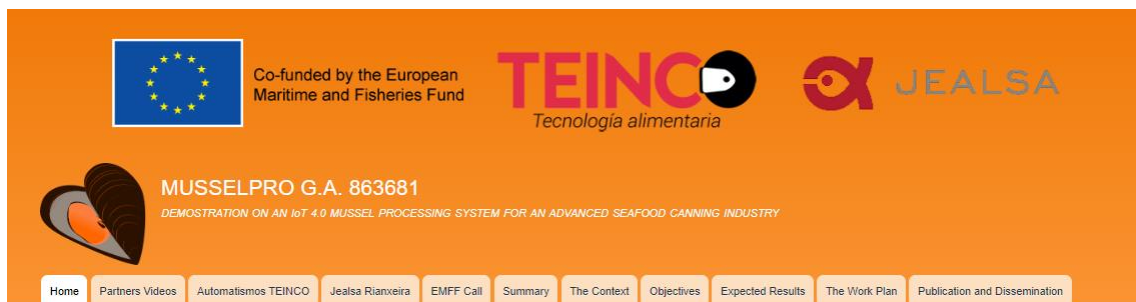 Co-funded by the European
Maritime and Fisheries Fund
TEINCO
Tecnología alimentaria
JEALSA
MUSSELPRO G.A. 863681
DEMOSTRATION ON AN IoT 4.0 MUSSEL PROCESSING SYSTEM FOR AN ADVANCED SEAFOOD CANNING INDUSTRY
Home Partners Videos Automatismos TEINCO Jealsa Rianxeira EMFF Call Summary The Context Objectives Expected Results The Work Plan Publication and Dissemination